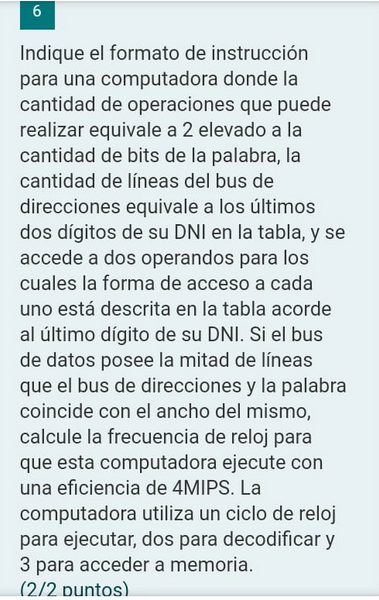 6
Indique el formato de instrucción
para una computadora donde la
cantidad de operaciones que puede
realizar equivale a 2 elevado a la
cantidad de bits de la palabra, la
cantidad de líneas del bus de
direcciones equivale a los últimos
dos dígitos de su DNI en la tabla, y se
accede a dos operandos para los
cuales la forma de acceso a cada
uno está descrita en la tabla acorde
al último dígito de su DNI. Si el bus
de datos posee la mitad de líneas
que el bus de direcciones y la palabra
coincide con el ancho del mismo,
calcule la frecuencia de reloj para
que esta computadora ejecute con
una eficiencia de 4MIPS. La
computadora utiliza un ciclo de reloj
para ejecutar, dos para decodificar y
3 para acceder a memoria.
(2/2 puntos)